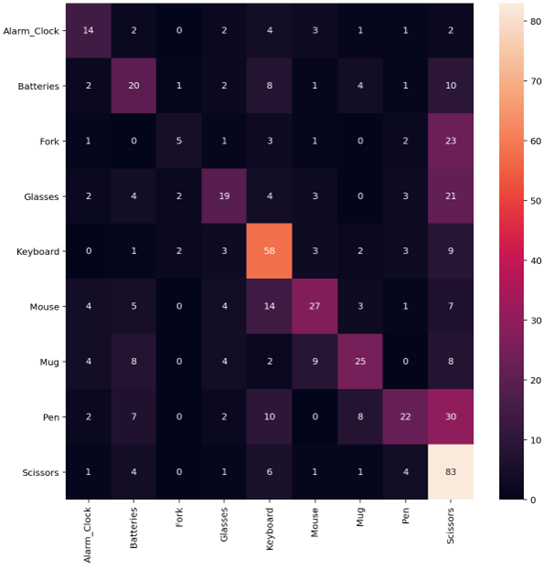 Alarm_Clock 14 2 0 2 4 3 1 1 2
Batteries 2 20 1 2 8 1 4 1 10
Fork 1 0 5 1 3 1 0 2 23
Glasses 2 4 2 19 4 3 0 3 21
Keyboard 0 1 2 3 58 3 2 3 9
Mouse 4 5 0 4 14 27 3 1 7
Mug 4 8 0 4 2 9 25 0 8
Pen 2 7 0 2 10 0 8 22 30
Scissors 1 4 0 1 6 1 1 4 83
Alarm_Clock Batteries Fork Glasses Keyboard Mouse Mug Pen Scissors
80
70
60
50
40
30
20
10
0